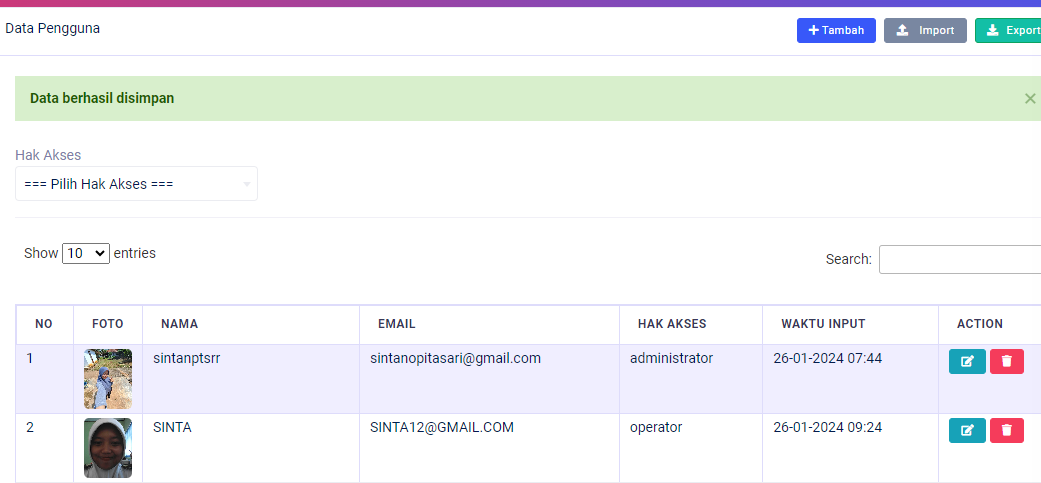 Data Pengguna
Tambah Import Export
Data berhasil disimpan ×
Hak Akses
=== Pilih Hak Akses ===
Show 10 entries
Search:
NO FOTO NAMA EMAIL HAK AKSES WAKTU INPUT ACTION
1 sintanptsrr sintanopitasari@gmail.com administrator 26-01-2024 07:44
2 SINTA SINTA12@GMAIL.COM operator 26-01-2024 09:24